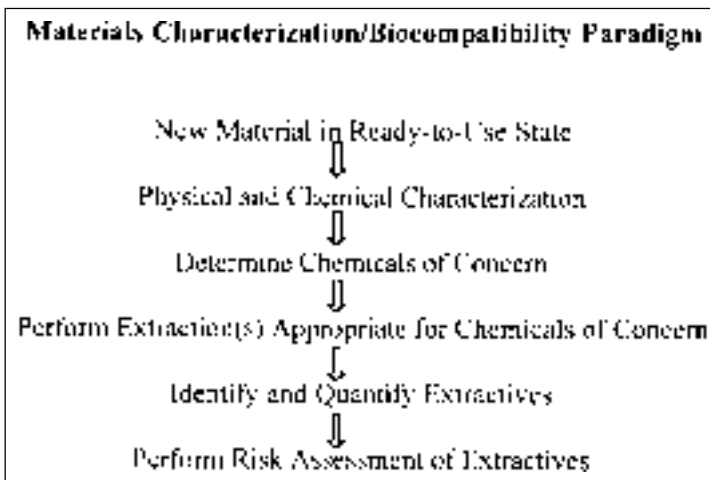 Materials Characterization/Biocompatibility Paradigm
New Material in Ready-to-Use State
Physical and Chemical Characterization
Determine Chemicals of Concern
Perform Extraction(s) Appropriate for Chemicals of Concern
Identify and Quantify Extractives
Perform Risk Assessment of Extractives